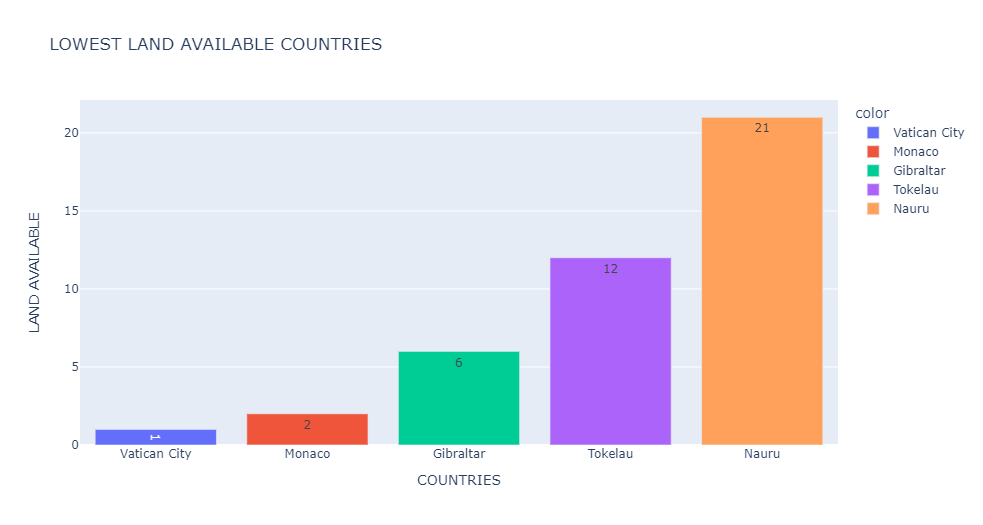 LOWEST LAND AVAILABLE COUNTRIES
color
Vatican City
Monaco
Gibraltar
Tokelau
Nauru
LAND AVAILABLE
20
15
10
5
0
1
2
6
12
21
Vatican City
Monaco
Gibraltar
Tokelau
Nauru
COUNTRIES